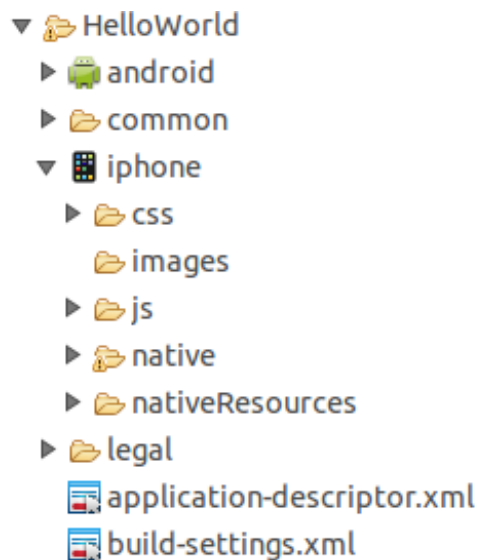 HelloWorld
android
common
iphone
css
images
js
native
nativeResources
legal
application-descriptor.xml
build-settings.xml